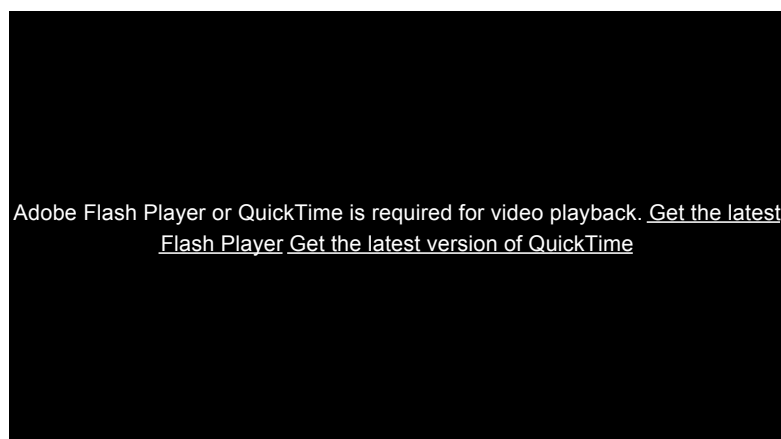 Adobe Flash Player or QuickTime is required for video playback. Get the latest
Flash Player Get the latest version of QuickTime